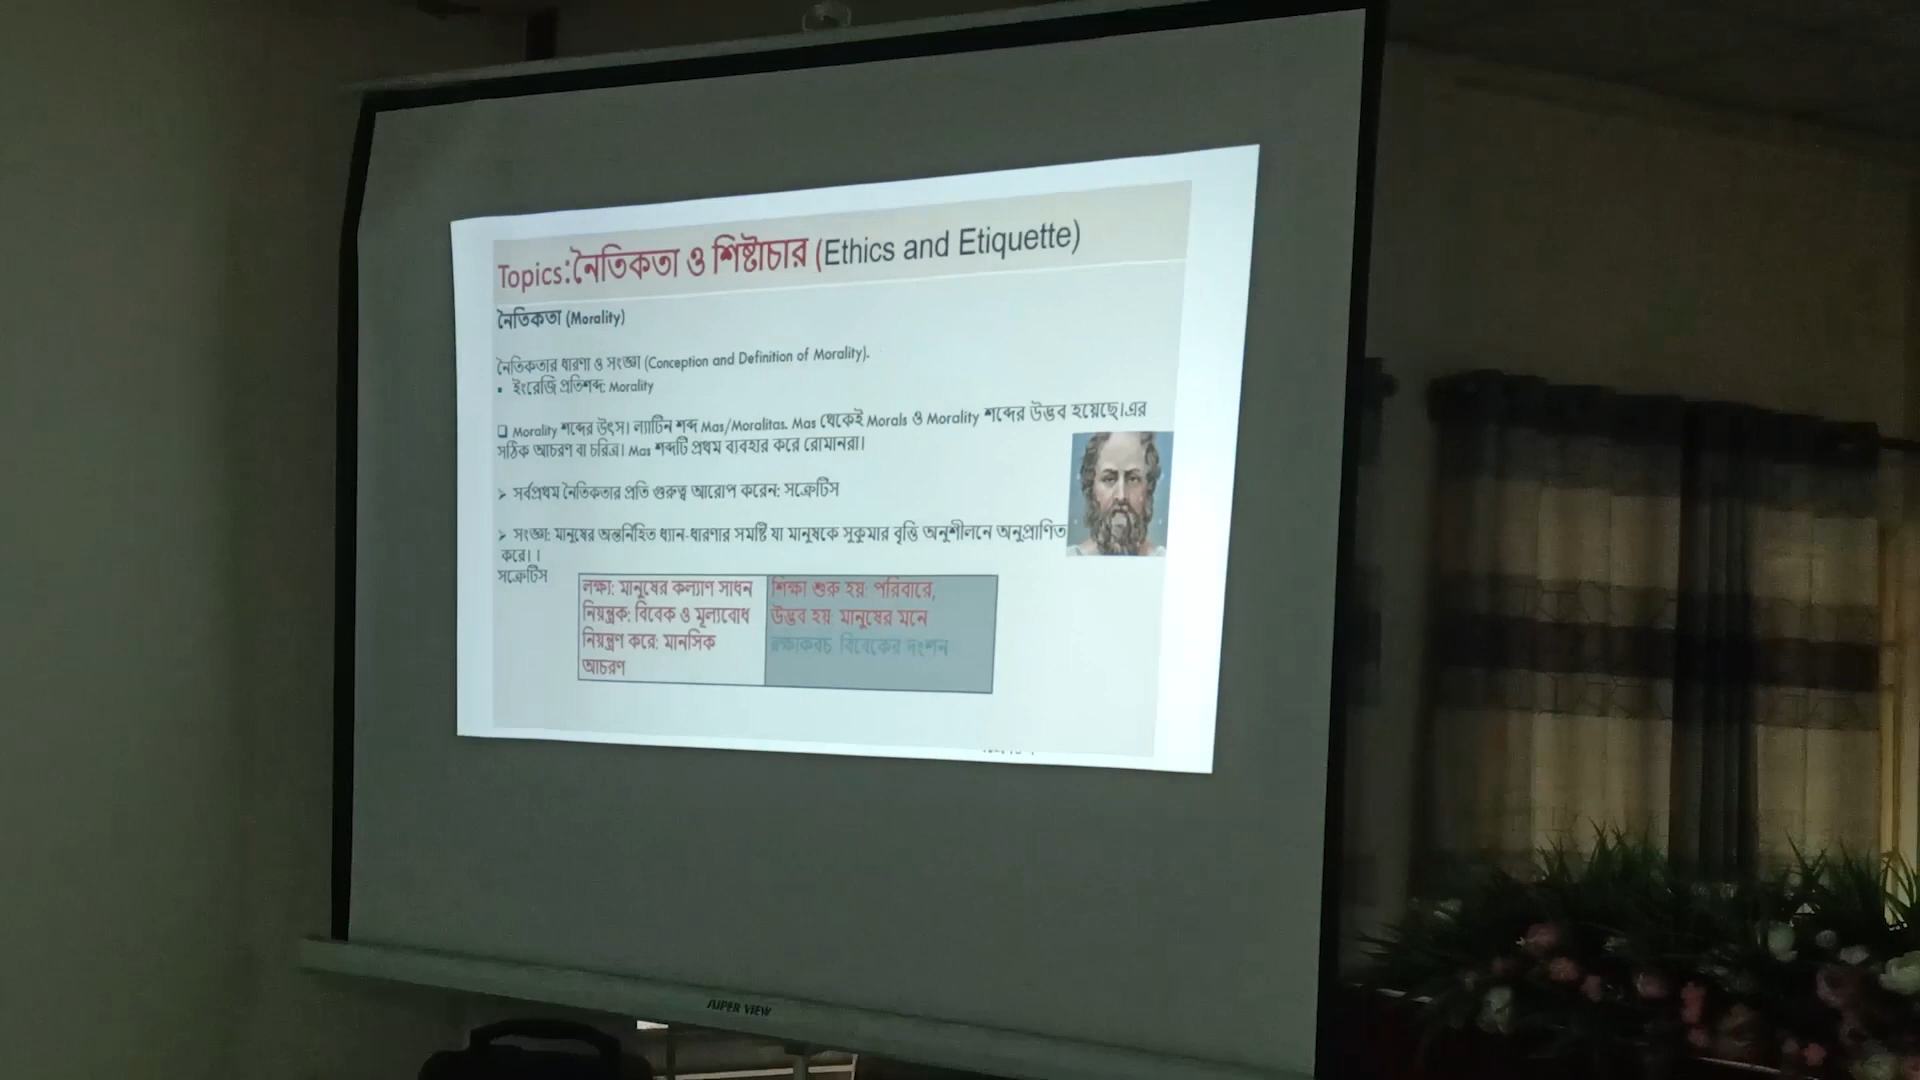 Topics:নৈতিকতা ও শিষ্টাচার (Ethics and Etiquette)
নৈতিকতা (Morality)
নৈতিকতার ধারণা ও সংজ্ঞা (Conception and Definition of Morality).
▪ ইংরেজি প্রতিশব্দ: Morality
❑ Morality শব্দের উৎস। ল্যাটিন শব্দ Mas/Moralitas. Mas থেকেই Morals ও Morality শব্দের উদ্ভব হয়েছে।এর
সঠিক আচরণ বা চরিত্র। Mas শব্দটি প্রথম ব্যবহার করে রোমানরা।
➢ সর্বপ্রথম নৈতিকতার প্রতি গুরুত্ব আরোপ করেন: সক্রেটিস
➢ সংজ্ঞা: মানুষের অন্তর্নিহিত ধ্যান-ধারণার সমষ্টি যা মানুষকে সুকুমার বৃত্তি অনুশীলনে অনুপ্রাণিত
করে। ।
সক্রেটিস
লক্ষ্য: মানুষের কল্যাণ সাধন
নিয়ন্ত্রক: বিবেক ও মূল্যবোধ
নিয়ন্ত্রণ করে: মানসিক
আচরণ
শিক্ষা শুরু হয়: পরিবারে,
উদ্ভব হয়: মানুষের মনে
রক্ষাকবচ বিবেকের দংশন